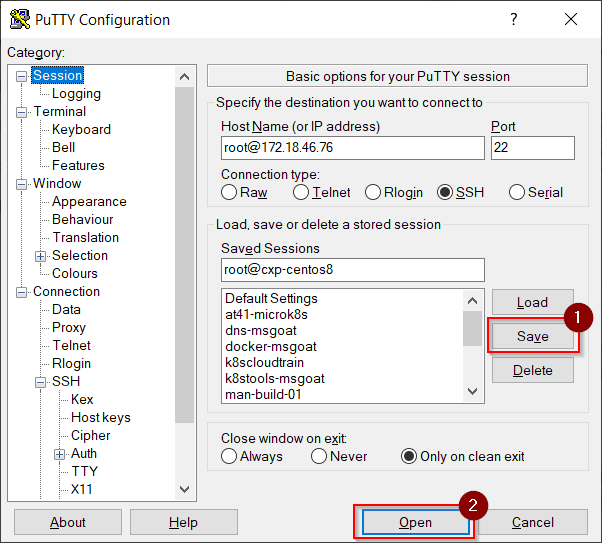 PuTTY Configuration
?
Category:
Session
Logging
Terminal
Keyboard
Bell
Features
Window
Appearance
Behaviour
Translation
Selection
Colours
Connection
Data
Proxy
Telnet
Rlogin
SSH
Kex
Host keys
Cipher
Auth
TTY
X11
Basic options for your PuTTY session
Specify the destination you want to connect to
Host Name (or IP address) Port
root@172.18.46.76 22
Connection type:
Raw Telnet Rlogin SSH Serial
Load, save or delete a stored session
Saved Sessions
root@cxp-centos8
Default Settings
at41-microk8s
dns-msgoat
docker-msgoat
k8scloudtrain
k8stools-msgoat
man-build-01
Load
1
Save
Delete
Close window on exit:
Always Never Only on clean exit
2
About Help Open Cancel